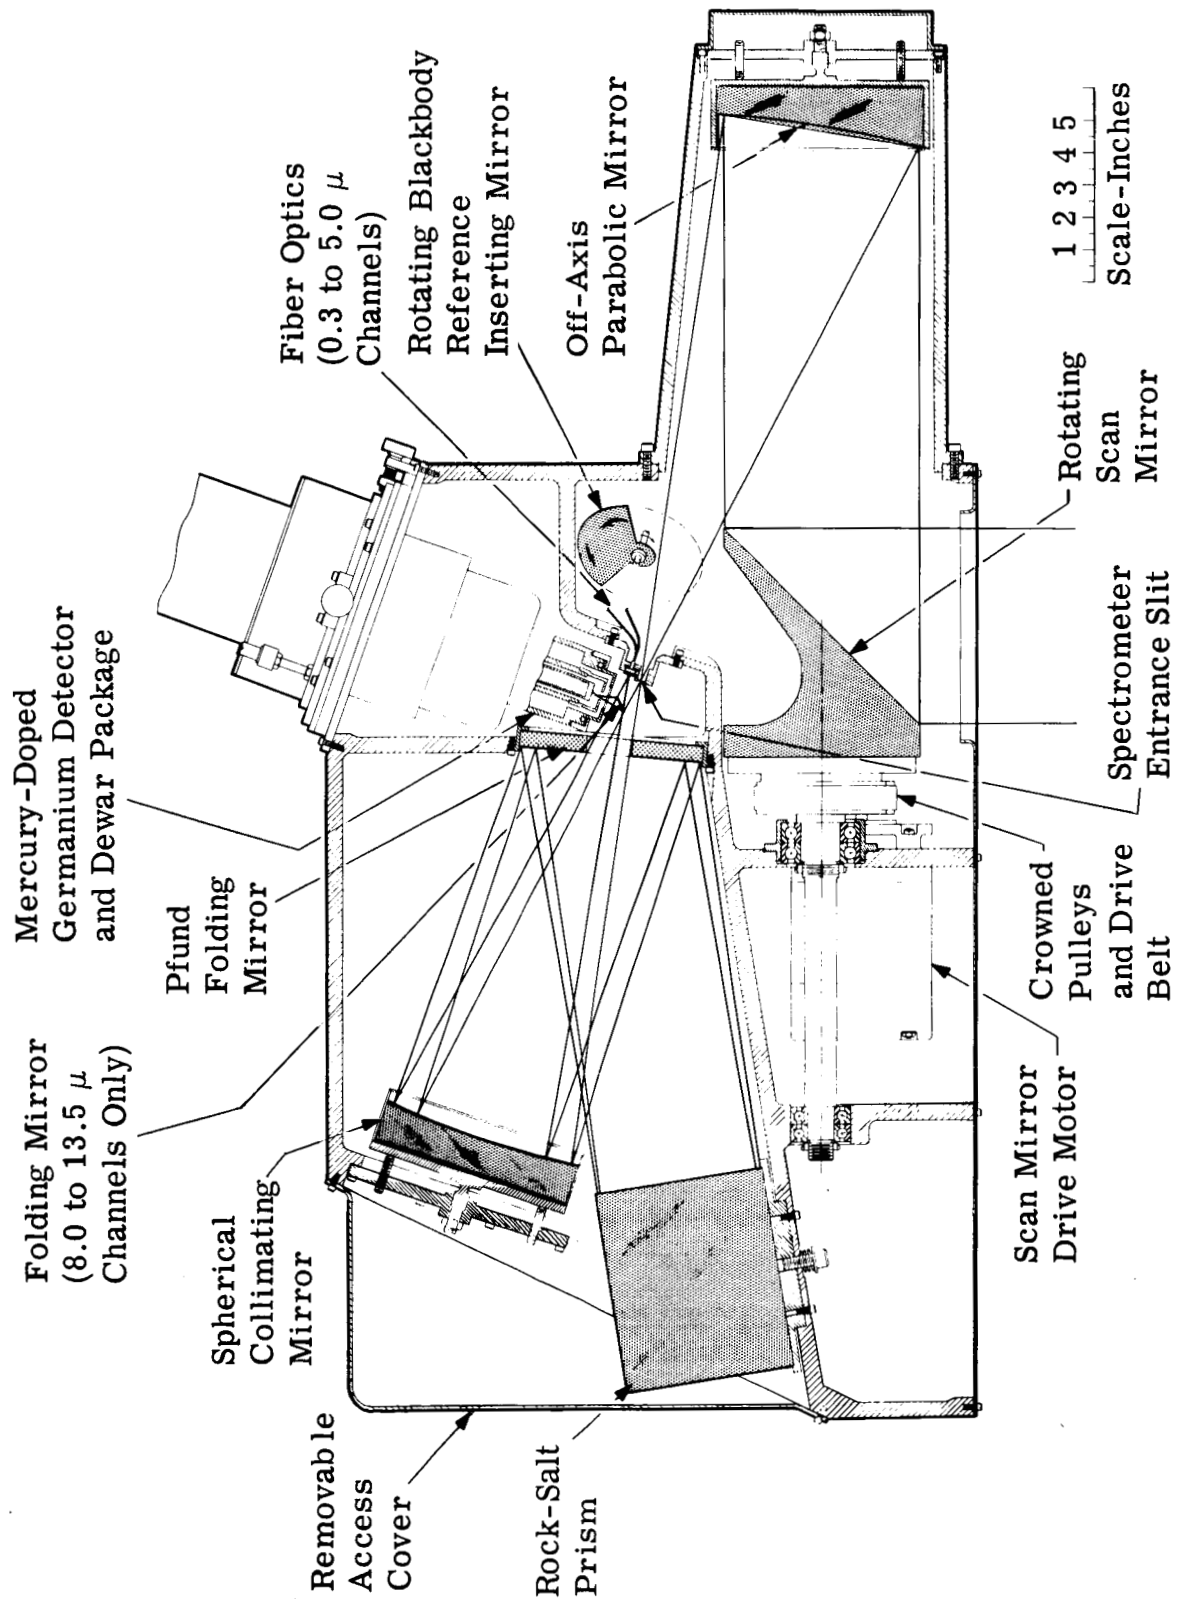 Folding Mirror
(8.0 to 13.5 μ
Channels Only)
Mercury-Doped
Germanium Detector
and Dewar Package
Pfund
Folding
Mirror
Fiber Optics
(0.3 to 5.0 μ
Channels)
Rotating Blackbody
Reference
Inserting Mirror
Off-Axis
Parabolic Mirror
Spherical
Collimating
Mirror
Removable
Access
Cover
Rock-Salt
Prism
Scan Mirror
Drive Motor
Crowned
Pulleys
and Drive
Belt
Spectrometer
Entrance Slit
Rotating
Scan
Mirror
1 2 3 4 5
Scale-Inches